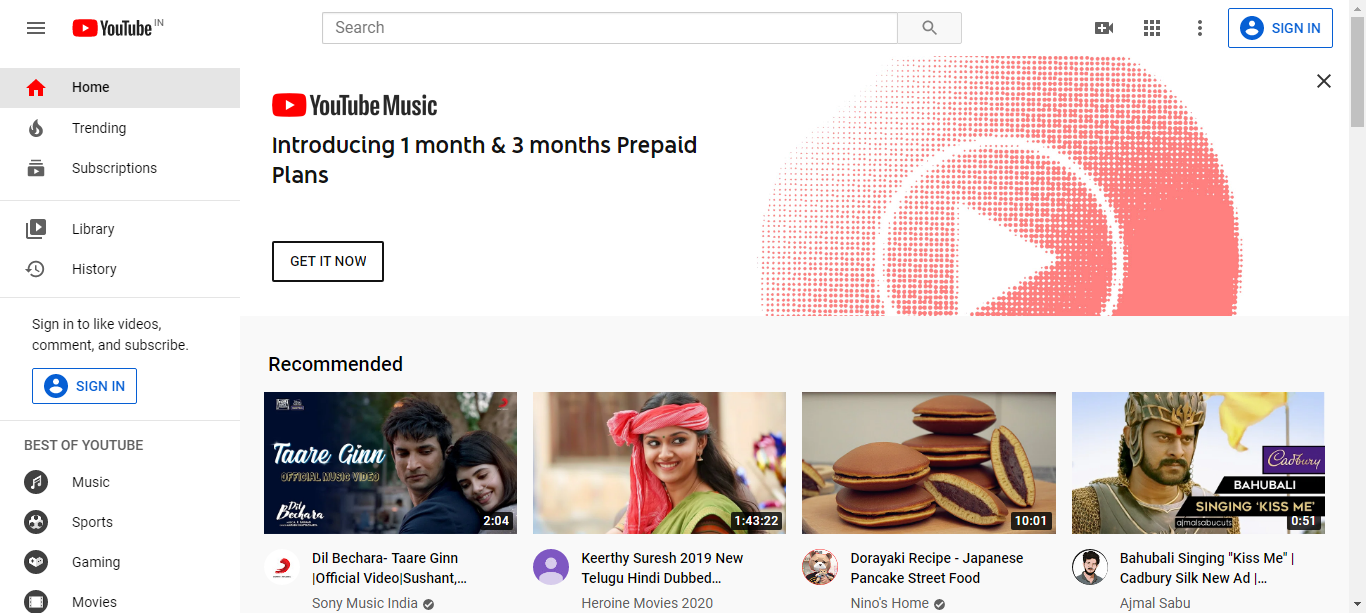 YouTube IN
Search
SIGN IN
Home
Trending
Subscriptions
Library
History
Sign in to like videos,
comment, and subscribe.
SIGN IN
BEST OF YOUTUBE
Music
Sports
Gaming
Movies
YouTube Music
Introducing 1 month & 3 months Prepaid
Plans
GET IT NOW
Recommended
Taare Ginn
OFFICIAL MUSIC VIDEO
Dil
Bechara
2:04
Dil Bechara- Taare Ginn
|Official Video|Sushant,...
Sony Music India
1:43:22
Keerthy Suresh 2019 New
Telugu Hindi Dubbed...
Heroine Movies 2020
10:01
Dorayaki Recipe - Japanese
Pancake Street Food
Nino's Home
Cadbury
BAHUBALI
SINGING 'KISS ME'
ajmalsabucuts
0:51
Bahubali Singing "Kiss Me" |
Cadbury Silk New Ad |...
Ajmal Sabu